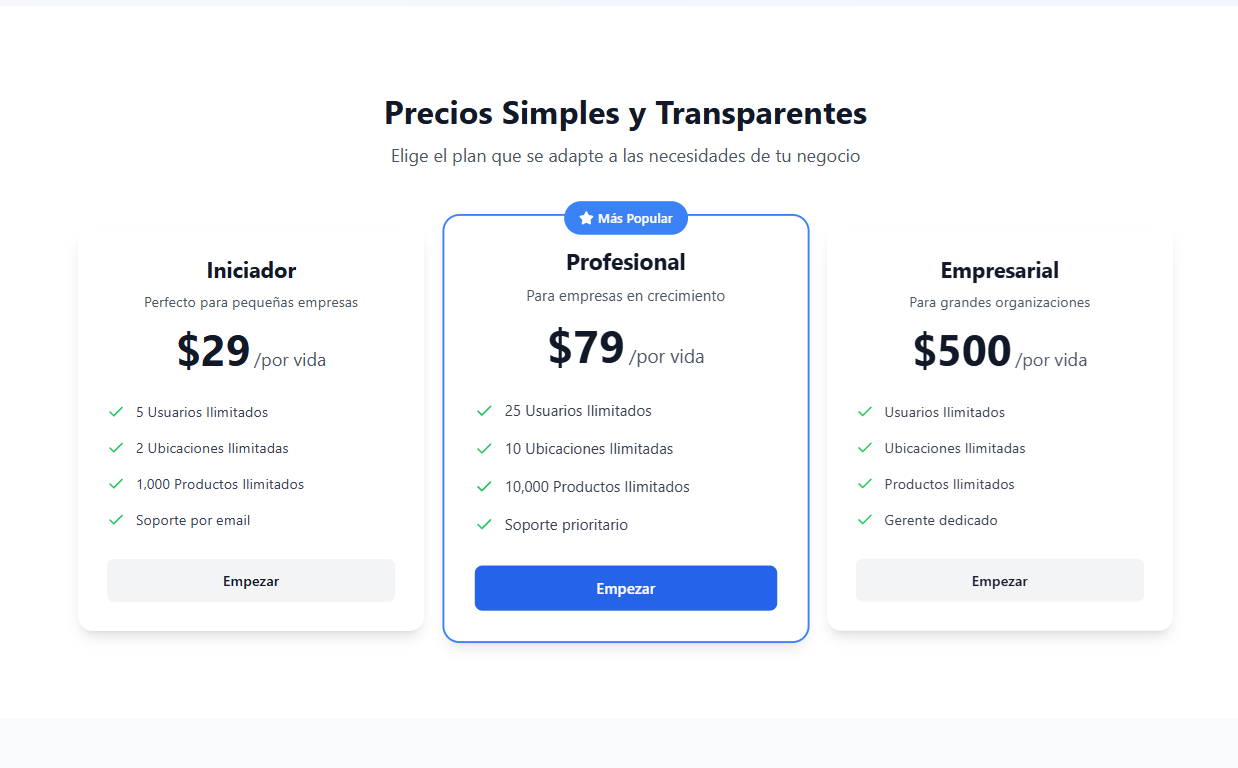 Precios Simples y Transparentes
Elige el plan que se adapte a las necesidades de tu negocio
Iniciador
Perfecto para pequeñas empresas
$29 /por vida
5 Usuarios Ilimitados
2 Ubicaciones Ilimitadas
1,000 Productos Ilimitados
Soporte por email
Empezar
Más Popular
Profesional
Para empresas en crecimiento
$79 /por vida
25 Usuarios Ilimitados
10 Ubicaciones Ilimitadas
10,000 Productos Ilimitados
Soporte prioritario
Empezar
Empresarial
Para grandes organizaciones
$500 /por vida
Usuarios Ilimitados
Ubicaciones Ilimitadas
Productos Ilimitados
Gerente dedicado
Empezar